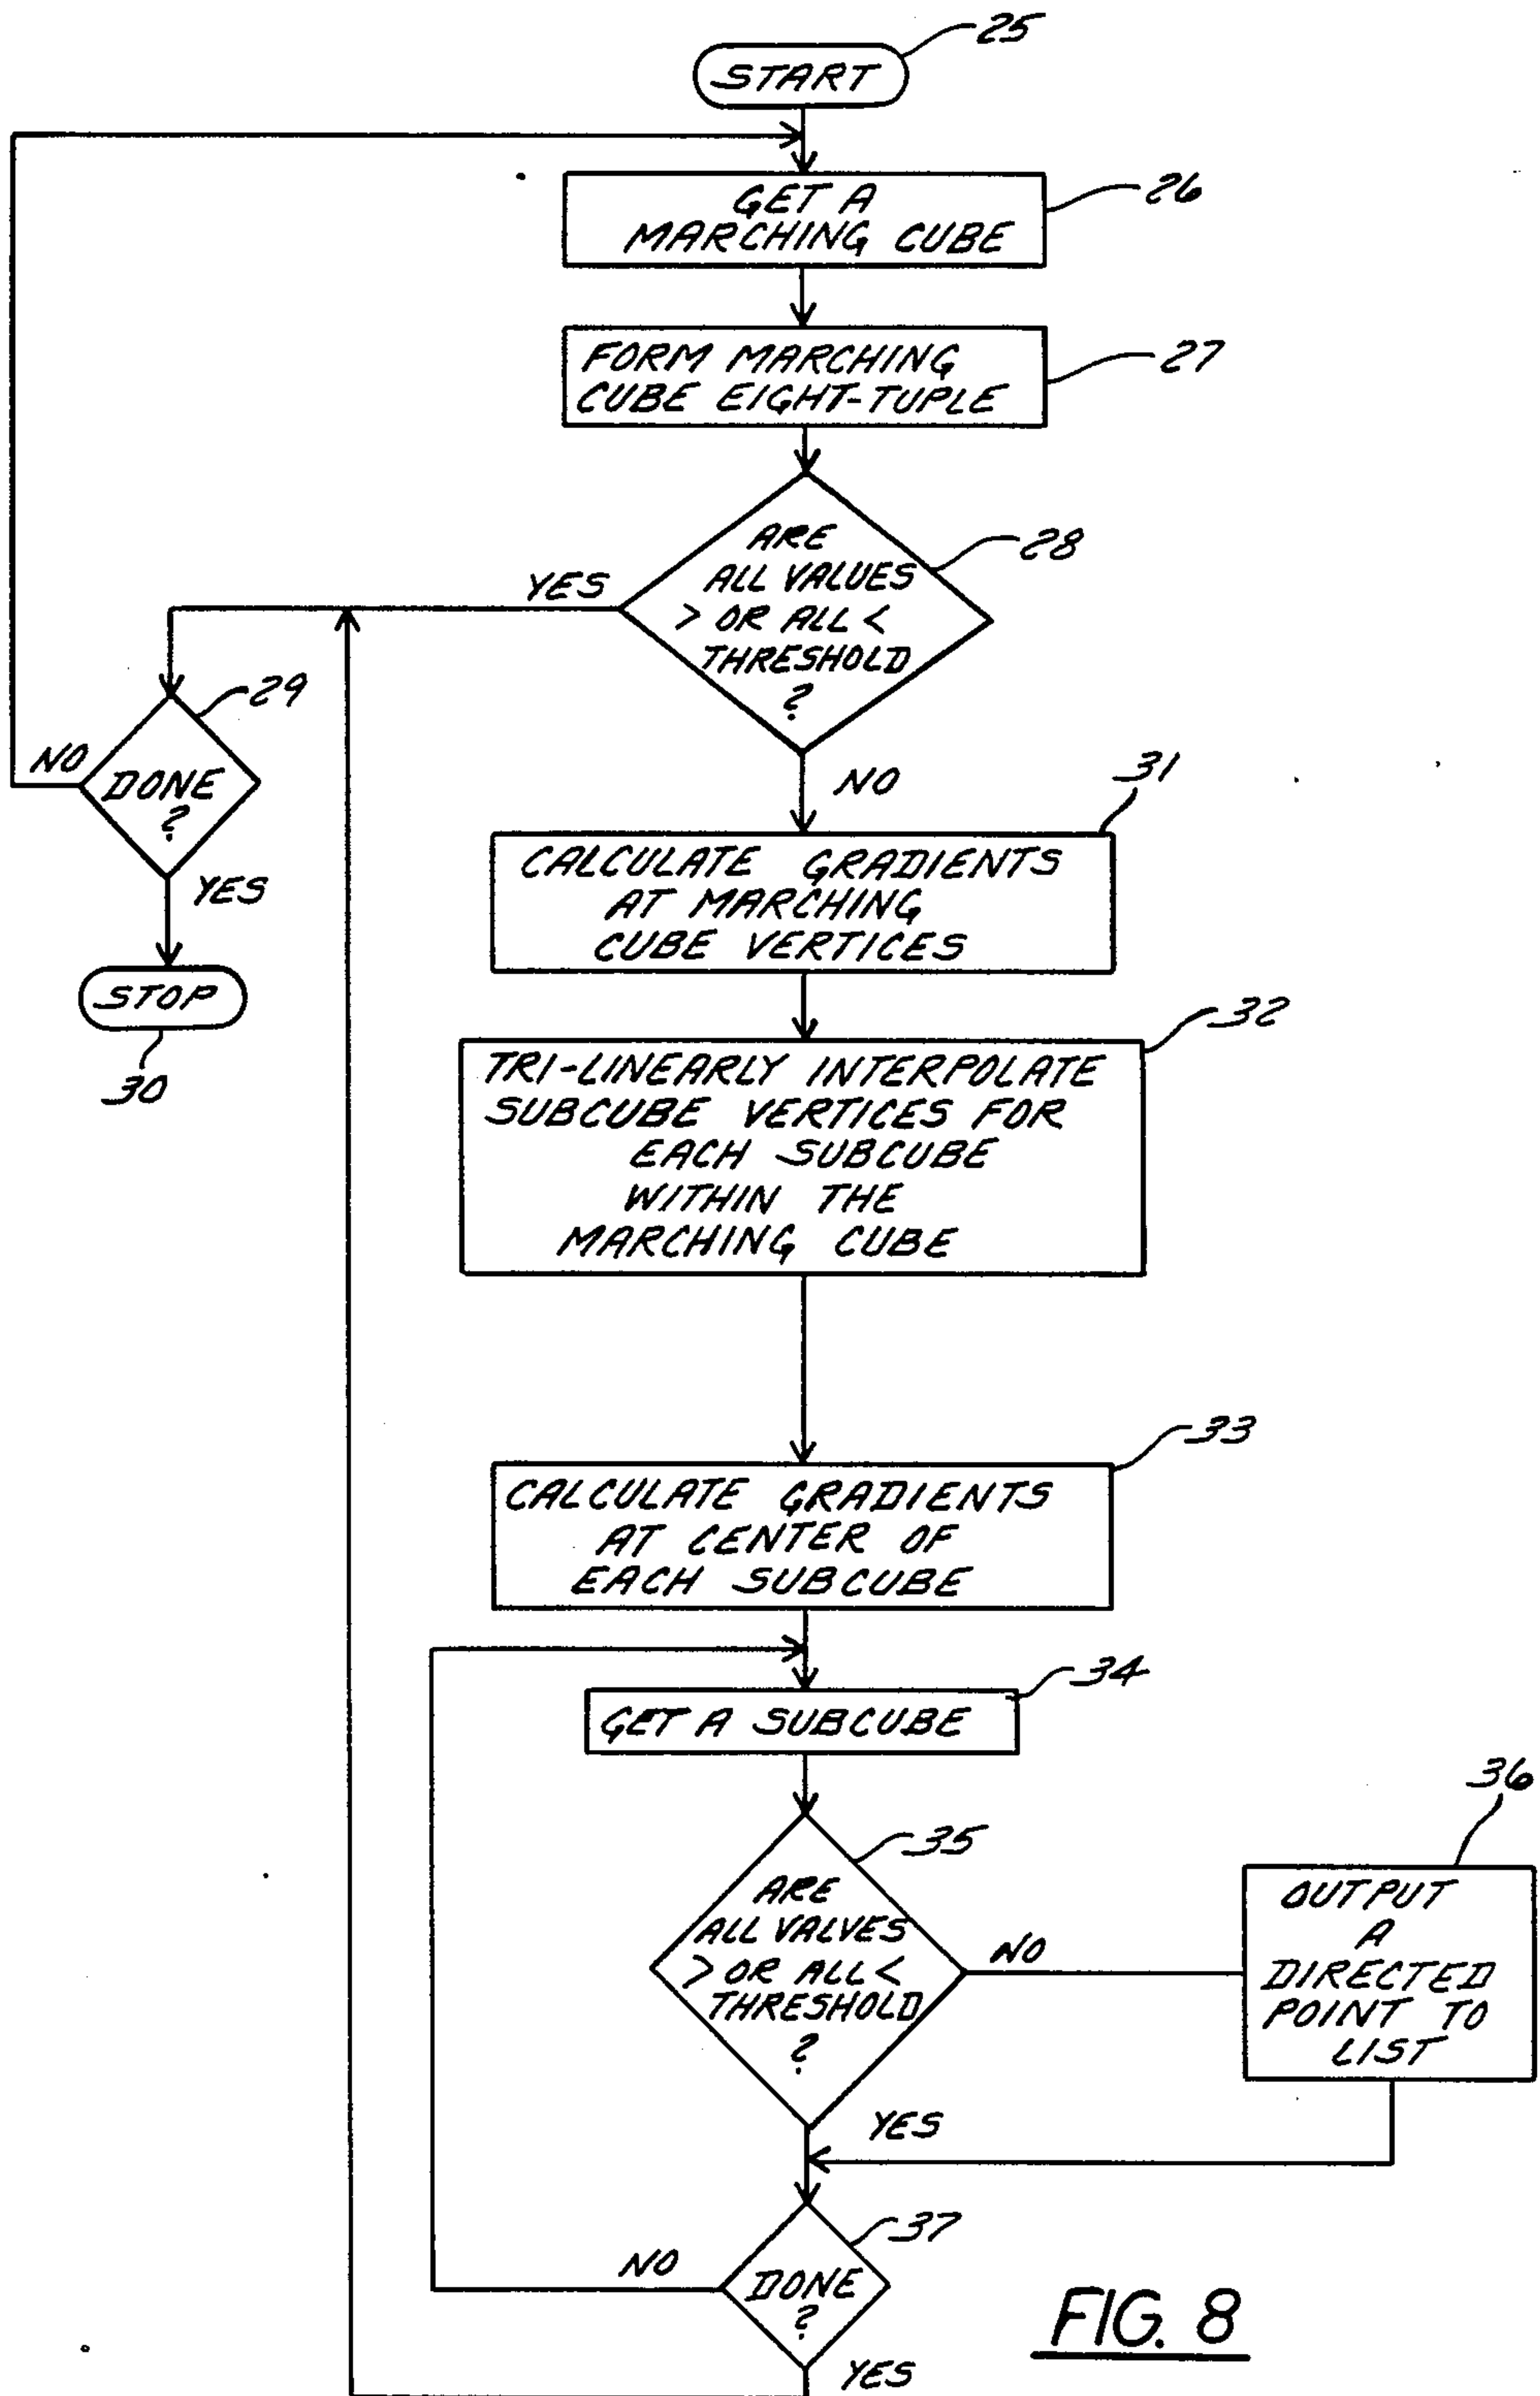 25
START
26
GET A
MARCHING CUBE
27
FORM MARCHING
CUBE EIGHT-TUPLE
28
ARE
ALL VALUES
> OR ALL <
THRESHOLD
?
YES
29
DONE
?
NO
YES
STOP
30
NO
31
CALCULATE GRADIENTS
AT MARCHING
CUBE VERTICES
32
TRI-LINEARLY INTERPOLATE
SUBCUBE VERTICES FOR
EACH SUBCUBE
WITHIN THE
MARCHING CUBE
33
CALCULATE GRADIENTS
AT CENTER OF
EACH SUBCUBE
34
GET A SUBCUBE
35
ARE
ALL VALVES
> OR ALL <
THRESHOLD
?
NO
36
OUTPUT
A
DIRECTED
POINT TO
LIST
YES
37
DONE
?
NO
YES
FIG. 8